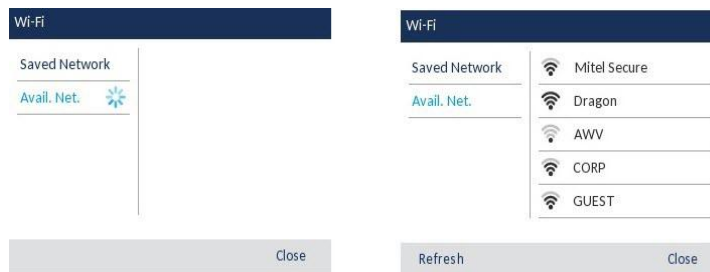 Wi-Fi
Saved Network
Avail. Net.
Close
Wi-Fi
Saved Network
Avail. Net.
Mitel Secure
Dragon
AWV
CORP
GUEST
Refresh
Close